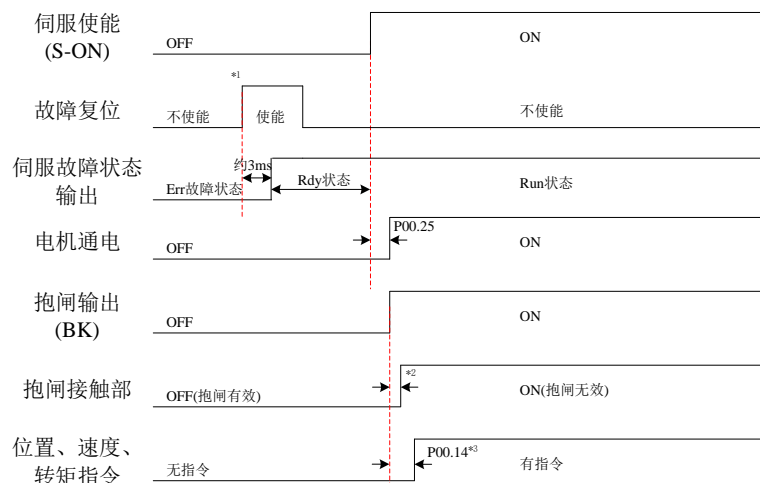 伺服使能
(S-ON)
OFF
ON
*1
故障复位
不使能
使能
不使能
伺服故障状态
输出
约3ms
Err故障状态
Rdy状态
Run状态
电机通电
OFF
P00.25
ON
抱闸输出
(BK)
OFF
ON
抱闸接触部
OFF(抱闸有效)
*2
ON(抱闸无效)
位置、速度、
转矩指令
无指令
P00.14*3
有指令